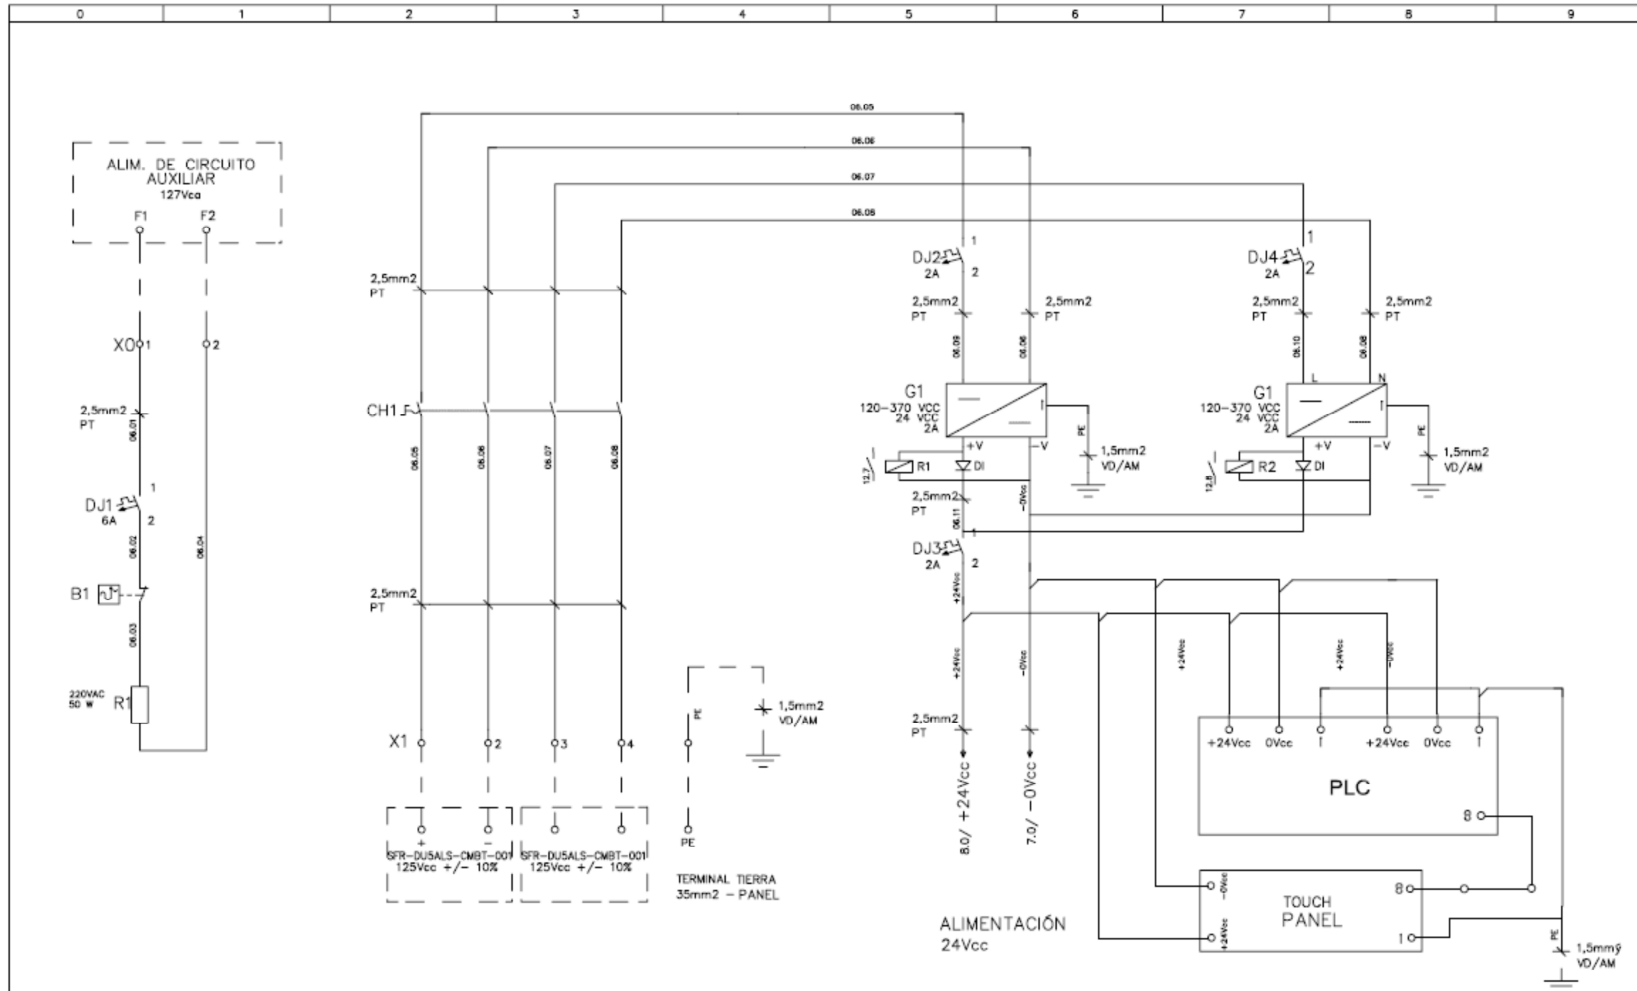 0 1 2 3 4 5 6 7 8 9
ALIM. DE CIRCUITO
AUXILIAR
127Vca
F1 F2
X0 1 2
2,5mm2
PT
06.01
DJ1
6A
1
2
06.02
06.04
B1
06.03
220VAC
50 W
R1
06.05
06.06
06.07
06.08
2,5mm2
PT
CH1
06.05
06.06
06.07
06.08
2,5mm2
PT
X1 2 3 4
+ -
SFR-DU5ALS-CMBT-001
125Vcc +/- 10%
SFR-DU5ALS-CMBT-001
125Vcc +/- 10%
PE
1,5mm2
VD/AM
PE
TERMINAL TIERRA
35mm2 - PANEL
DJ2
2A
1
2
2,5mm2
PT
2,5mm2
PT
06.09
06.06
G1
120-370 VCC
24 VCC
2A
+V -V
PE
1,5mm2
VD/AM
12.7
R1
DI
2,5mm2
PT
-0Vcc
06.11
DJ3
2A
1
2
+24Vcc
+24Vcc
-0Vcc
2,5mm2
PT
8.0/ +24Vcc
7.0/ -0Vcc
DJ4
2A
1
2
2,5mm2
PT
2,5mm2
PT
06.10
06.08
L N
G1
120-370 VCC
24 VCC
2A
+V -V
PE
1,5mm2
VD/AM
12.8
R2
DI
+24Vcc
+24Vcc
-0Vcc
+24Vcc 0Vcc +24Vcc 0Vcc
PLC
8
-0Vcc
+24Vcc
TOUCH
PANEL
8
1
PE
1,5mmý
VD/AM
ALIMENTACIÓN
24Vcc